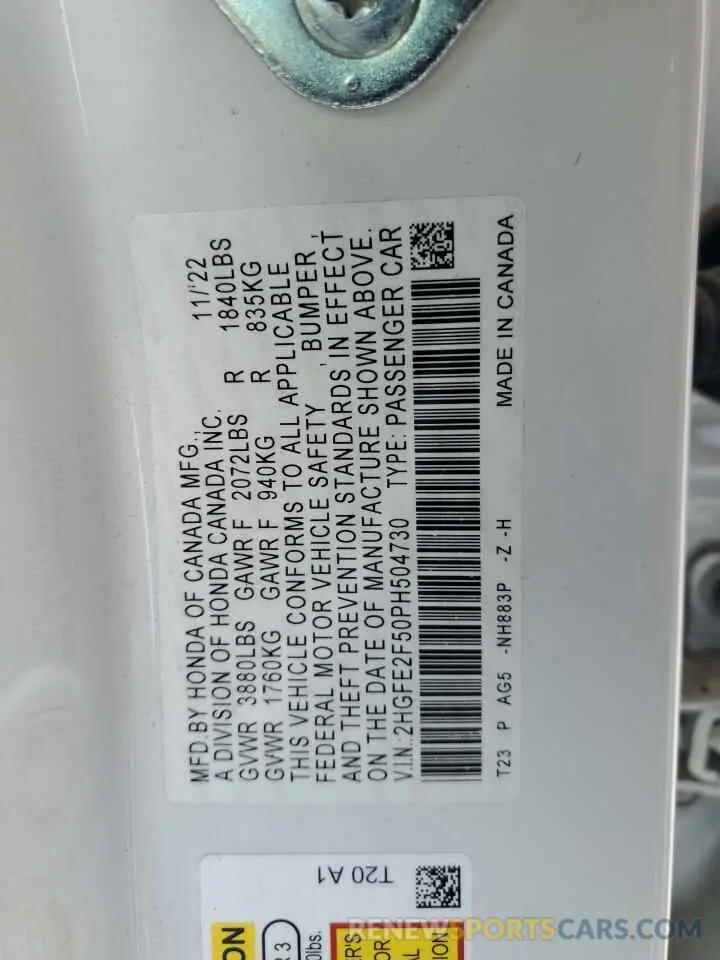 MFD.BY HONDA OF CANADA MFG.,
A DIVISION OF HONDA CANADA INC. 11/'22
GVWR 3880LBS GAWR F 2072LBS R 1840LBS
GVWR 1760KG GAWR F 940KG R 835KG
THIS VEHICLE CONFORMS TO ALL APPLICABLE
FEDERAL MOTOR VEHICLE SAFETY , BUMPER ,
AND THEFT PREVENTION STANDARDS IN EFFECT
ON THE DATE OF MANUFACTURE SHOWN ABOVE.
V.I.N.:2HGFE2F50PH504730 TYPE: PASSENGER CAR
T23 P AG5 -NH883P -Z -H MADE IN CANADA
T20 A1
RENEWSPORTSCARS.COM